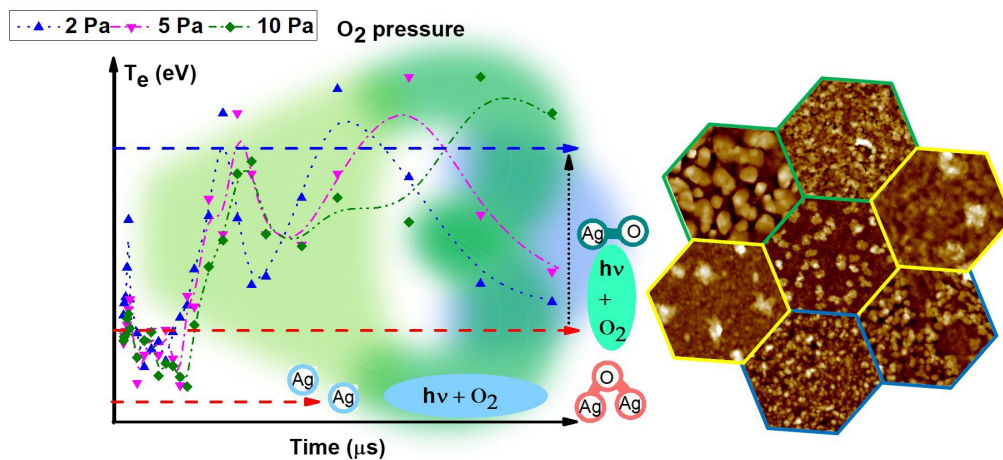 2 Pa 5 Pa 10 Pa O₂ pressure
Tₑ (eV)
Ag O
hν
+
O₂
Ag
Ag
hν + O₂
O
Ag Ag
Time (μs)